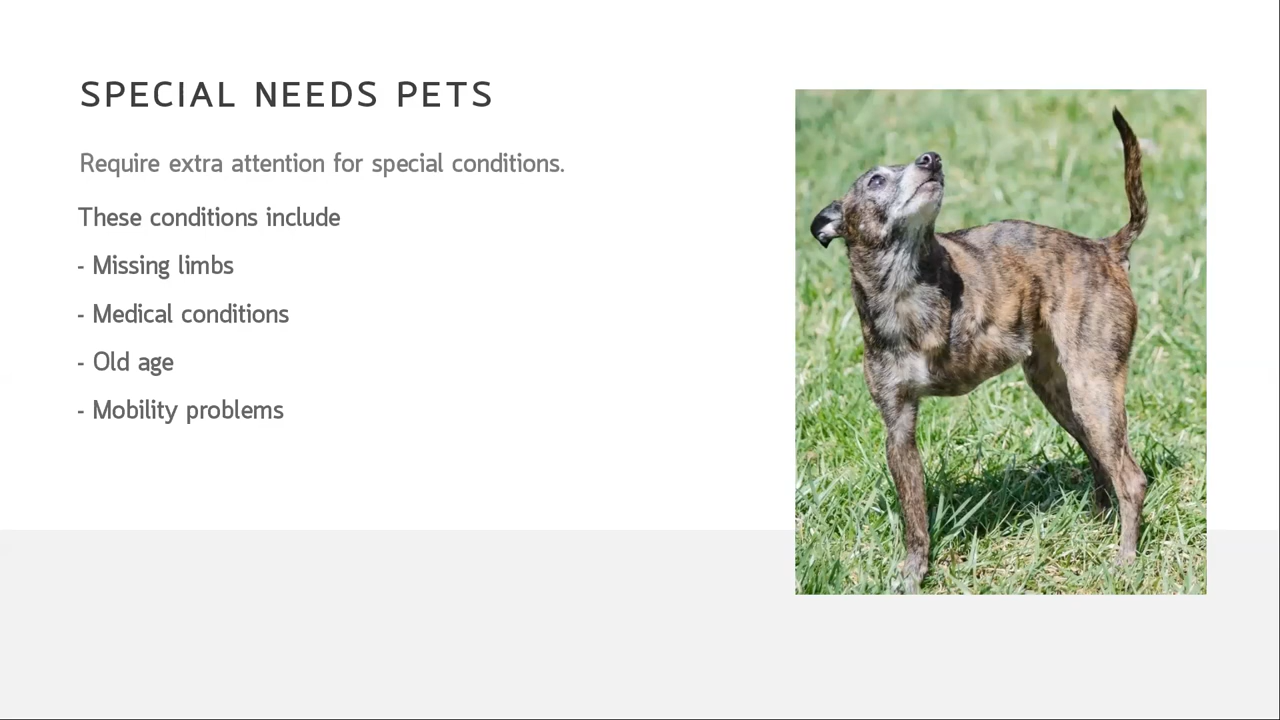 SPECIAL NEEDS PETS
Require extra attention for special conditions.
These conditions include
- Missing limbs
- Medical conditions
- Old age
- Mobility problems